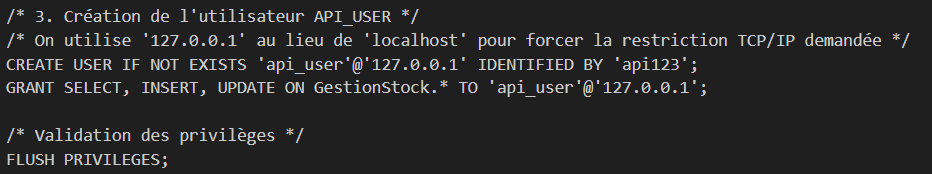 /* 3. Création de l'utilisateur API_USER */
/* On utilise '127.0.0.1' au lieu de 'localhost' pour forcer la restriction TCP/IP demandée */
CREATE USER IF NOT EXISTS 'api_user'@'127.0.0.1' IDENTIFIED BY 'api123';
GRANT SELECT, INSERT, UPDATE ON GestionStock.* TO 'api_user'@'127.0.0.1';
/* Validation des privilèges */
FLUSH PRIVILEGES;